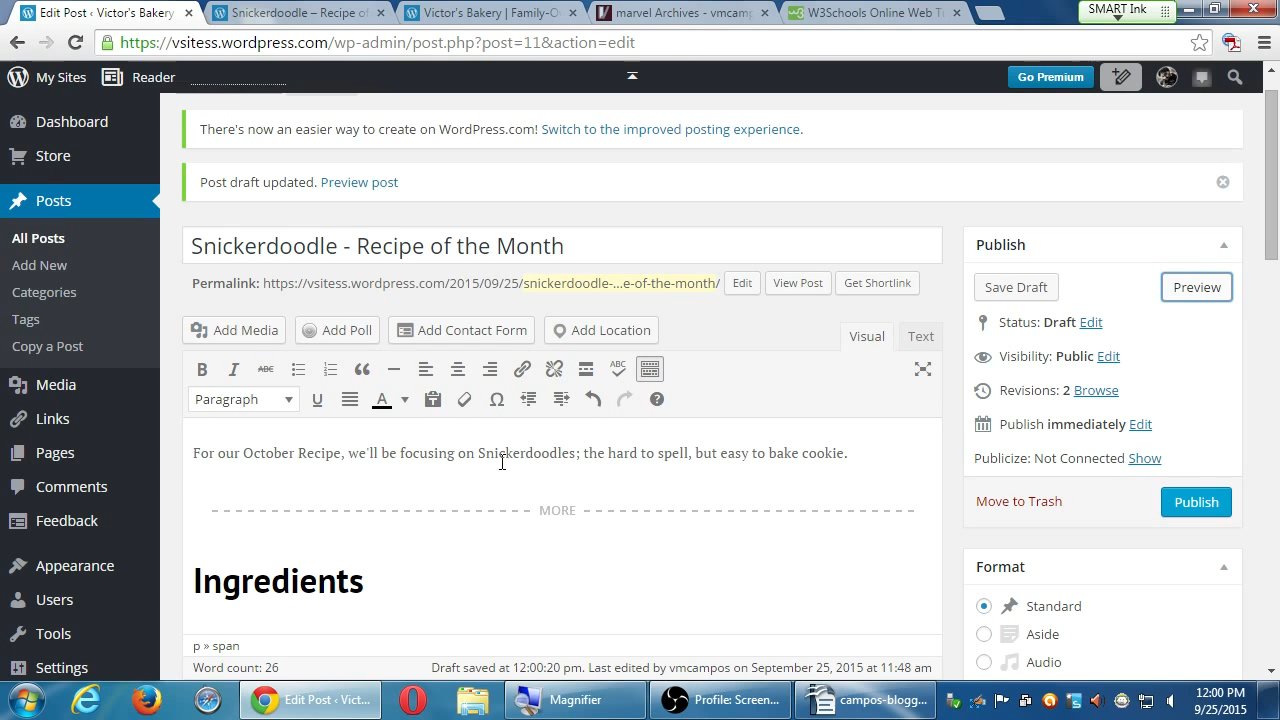 Edit Post ‹ Victor's Bakery
Snickerdoodle – Recipe of
Victor's Bakery | Family-O
marvel Archives - vmcamp
W3Schools Online Web T
SMART Ink
https://vsitess.wordpress.com/wp-admin/post.php?post=11&action=edit
My Sites
Reader
Go Premium
Dashboard
Store
Posts
All Posts
Add New
Categories
Tags
Copy a Post
Media
Links
Pages
Comments
Feedback
Appearance
Users
Tools
Settings
There's now an easier way to create on WordPress.com! Switch to the improved posting experience.
Post draft updated. Preview post
Snickerdoodle - Recipe of the Month
Permalink: https://vsitess.wordpress.com/2015/09/25/snickerdoodle-...e-of-the-month/ Edit View Post Get Shortlink
Add Media Add Poll Add Contact Form Add Location
Visual Text
B I ABC ABC
Paragraph U A Ω ?
For our October Recipe, we'll be focusing on Snickerdoodles; the hard to spell, but easy to bake cookie.
MORE
Ingredients
p » span
Word count: 26
Draft saved at 12:00:20 pm. Last edited by vmcampos on September 25, 2015 at 11:48 am
Publish
Save Draft
Preview
Status: Draft Edit
Visibility: Public Edit
Revisions: 2 Browse
Publish immediately Edit
Publicize: Not Connected Show
Move to Trash
Publish
Format
Standard
Aside
Audio
Edit Post ‹ Vict...
Magnifier
Profile: Screen...
campos-blogg...
12:00 PM
9/25/2015